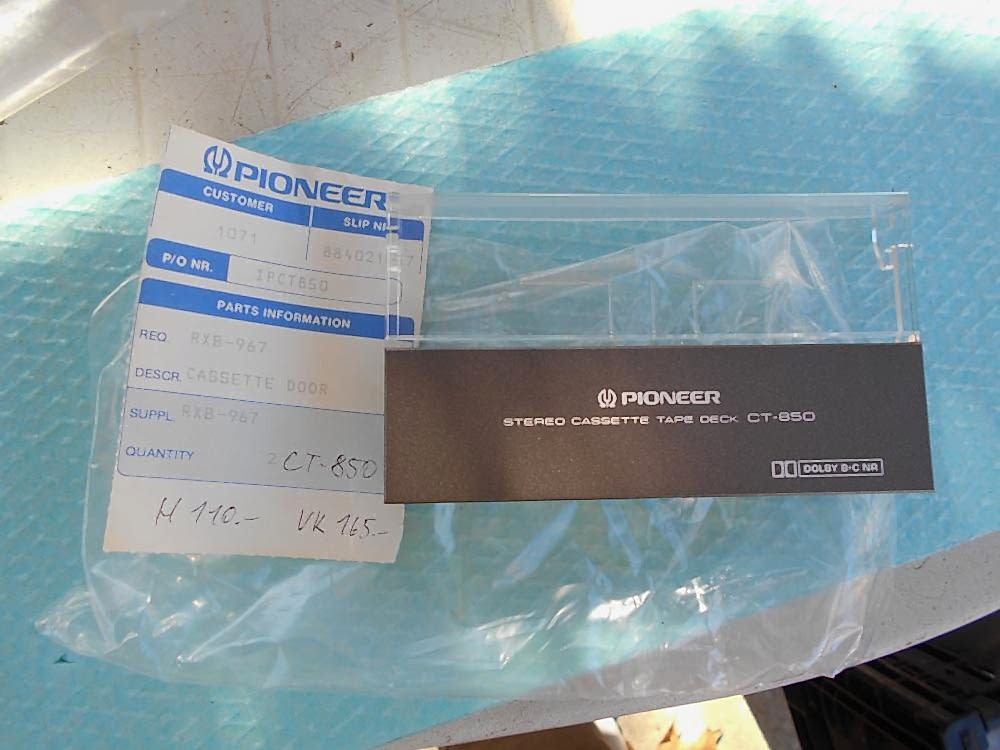 PIONEER
CUSTOMER
SLIP NR
1071
P/O NR.
1PCT850
PARTS INFORMATION
REQ. RXB-967
DESCR. CASSETTE DOOR
SUPPL. RXB-967
QUANTITY 2 CT-850
H 110.- VK 165.-
PIONEER
STEREO CASSETTE TAPE DECK CT-850
DOLBY B•C NR